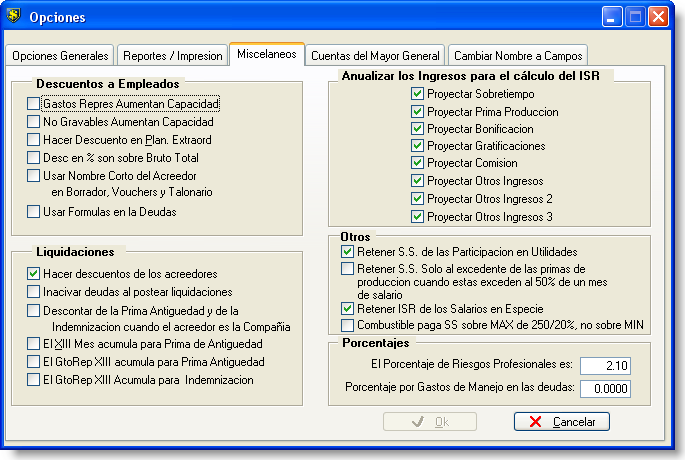 Opciones
Opciones Generales
Reportes / Impresion
Miscelaneos
Cuentas del Mayor General
Cambiar Nombre a Campos
Descuentos a Empleados
Gastos Repres Aumentan Capacidad
No Gravables Aumentan Capacidad
Hacer Descuento en Plan. Extraord
Desc en % son sobre Bruto Total
Usar Nombre Corto del Acreedor
en Borrador, Vouchers y Talonario
Usar Formulas en la Deudas
Liquidaciones
Hacer descuentos de los acreedores
Inacivar deudas al postear liquidaciones
Descontar de la Prima Antiguedad y de la
Indemnizacion cuando el acreedor es la Compañia
El XIII Mes acumula para Prima de Antiguedad
El GtoRep XIII acumula para Prima Antiguedad
El GtoRep XIII Acumula para Indemnizacion
Anualizar los Ingresos para el cálculo del ISR
Proyectar Sobretiempo
Proyectar Prima Produccion
Proyectar Bonificacion
Proyectar Gratificaciones
Proyectar Comision
Proyectar Otros Ingresos
Proyectar Otros Ingresos 2
Proyectar Otros Ingresos 3
Otros
Retener S.S. de las Participacion en Utilidades
Retener S.S. Solo al excedente de las primas de
produccion cuando estas exceden al 50% de un mes
de salario
Retener ISR de los Salarios en Especie
Combustible paga SS sobre MAX de 250/20%, no sobre MIN
Porcentajes
El Porcentaje de Riesgos Profesionales es: 2.10
Porcentaje por Gastos de Manejo en las deudas: 0.0000
Ok
Cancelar